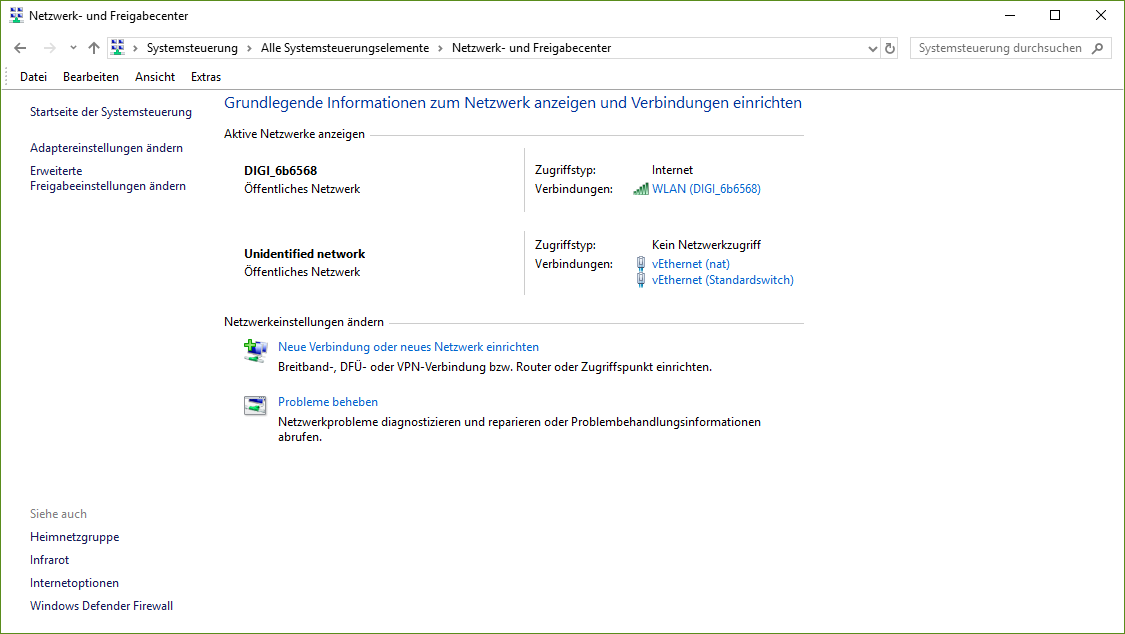 Netzwerk- und Freigabecenter
Systemsteuerung > Alle Systemsteuerungselemente > Netzwerk- und Freigabecenter
Systemsteuerung durchsuchen
Datei Bearbeiten Ansicht Extras
Startseite der Systemsteuerung
Adaptereinstellungen ändern
Erweiterte
Freigabeeinstellungen ändern
Grundlegende Informationen zum Netzwerk anzeigen und Verbindungen einrichten
Aktive Netzwerke anzeigen
DIGI_6b6568
Öffentliches Netzwerk
Zugriffstyp: Internet
Verbindungen: WLAN (DIGI_6b6568)
Unidentified network
Öffentliches Netzwerk
Zugriffstyp: Kein Netzwerkzugriff
Verbindungen: vEthernet (nat)
vEthernet (Standardswitch)
Netzwerkeinstellungen ändern
Neue Verbindung oder neues Netzwerk einrichten
Breitband-, DFÜ- oder VPN-Verbindung bzw. Router oder Zugriffspunkt einrichten.
Probleme beheben
Netzwerkprobleme diagnostizieren und reparieren oder Problembehandlungsinformationen
abrufen.
Siehe auch
Heimnetzgruppe
Infrarot
Internetoptionen
Windows Defender Firewall